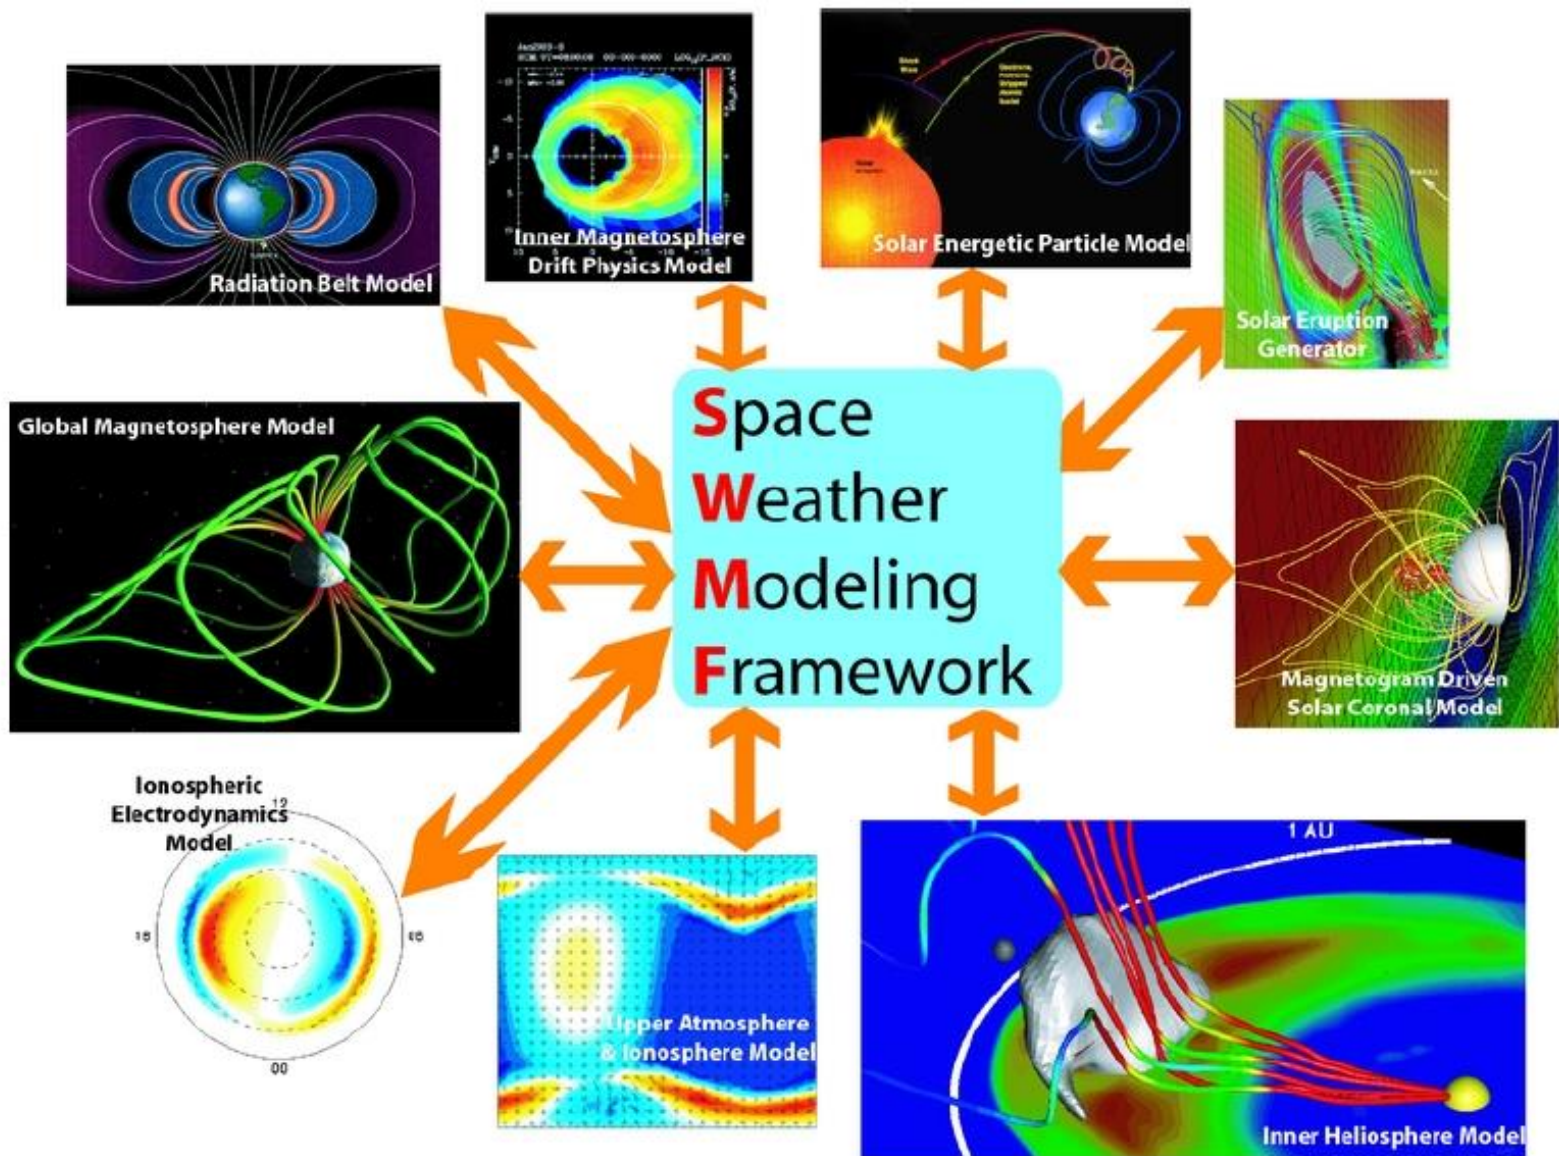 Radiation Belt Model
Inner Magnetosphere
Drift Physics Model
Solar Energetic Particle Model
Solar Eruption
Generator
Global Magnetosphere Model
Space
Weather
Modeling
Framework
Magnetogram Driven
Solar Coronal Model
Ionospheric
Electrodynamics
Model
12
18
00
Upper Atmosphere
& Ionosphere Model
1 AU
Inner Heliosphere Model